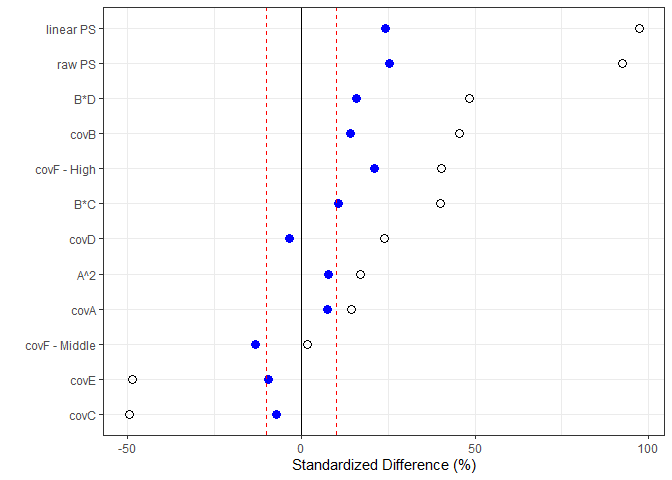 linear PS
raw PS
B*D
covB
covF - High
B*C
covD
A^2
covA
covF - Middle
covE
covC
-50 0 50 100
Standardized Difference (%)